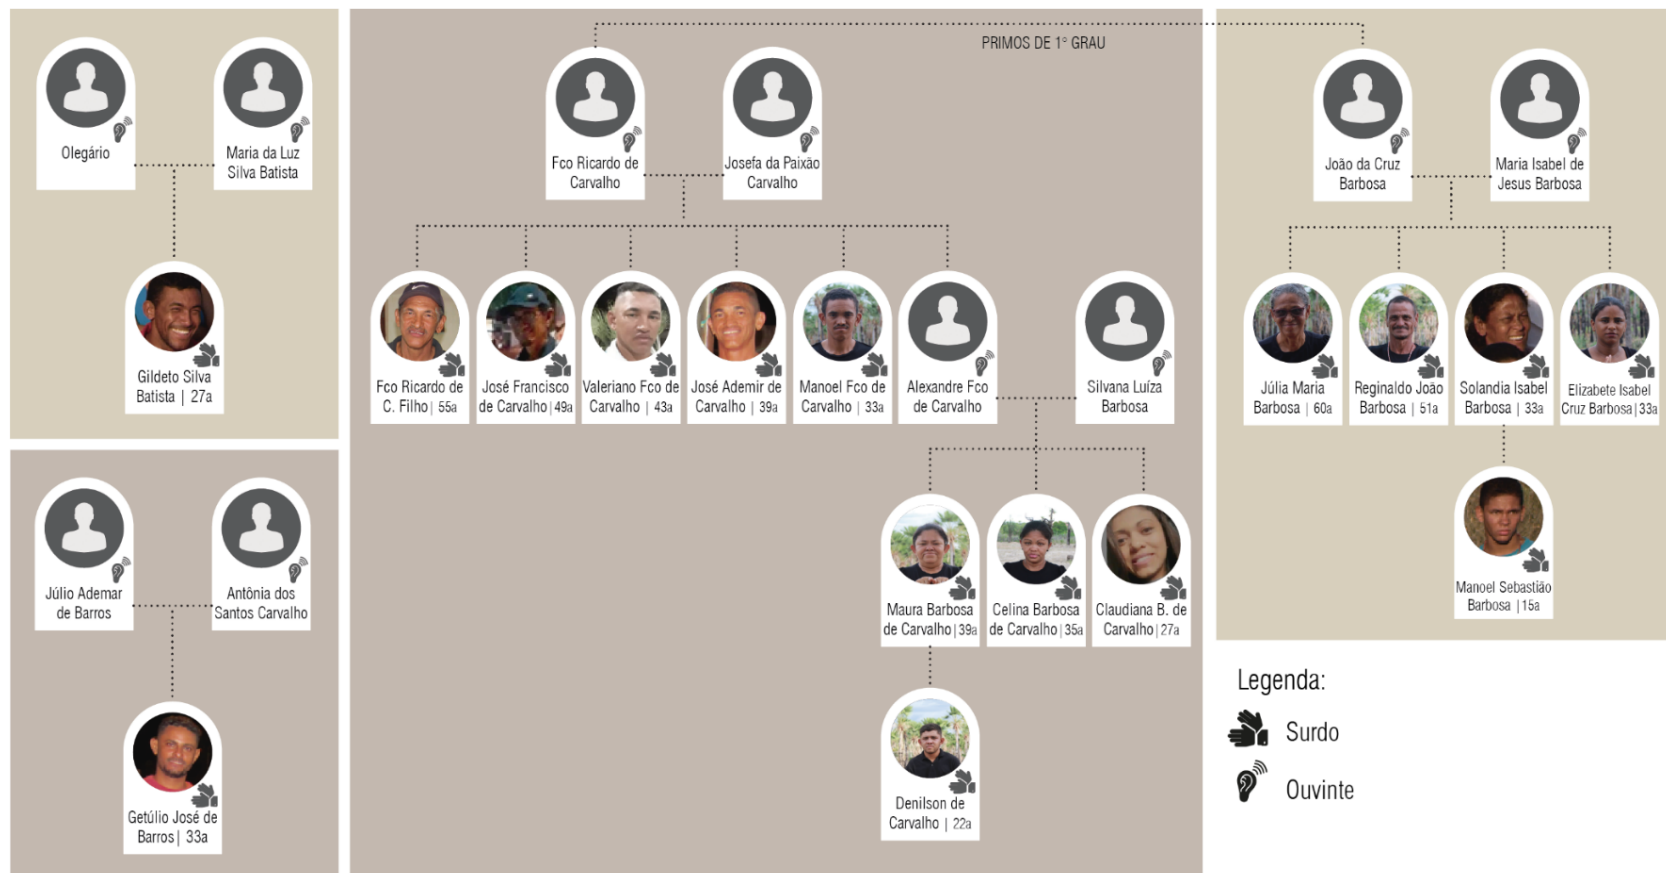 PRIMOS DE 1° GRAU
Olegário
Maria da Luz
Silva Batista
Gildeto Silva
Batista | 27a
Fco Ricardo de
Carvalho
Josefa da Paixão
Carvalho
Fco Ricardo de
C. Filho| 55a
José Francisco
de Carvalho|49a
Valeriano Fco de
Carvalho | 43a
José Ademir de
Carvalho | 39a
Manoel Fco de
Carvalho | 33a
Alexandre Fco
de Carvalho
Silvana Luíza
Barbosa
Maura Barbosa
de Carvalho|39a
Celina Barbosa
de Carvalho|35a
Claudiana B. de
Carvalho|27a
Denilson de
Carvalho | 22a
João da Cruz
Barbosa
Maria Isabel de
Jesus Barbosa
Júlia Maria
Barbosa | 60a
Reginaldo João
Barbosa | 51a
Solandia Isabel
Barbosa | 33a
Elizabete Isabel
Cruz Barbosa|33a
Manoel Sebastião
Barbosa |15a
Júlio Ademar
de Barros
Antônia dos
Santos Carvalho
Getúlio José de
Barros| 33a
Legenda:
Surdo
Ouvinte